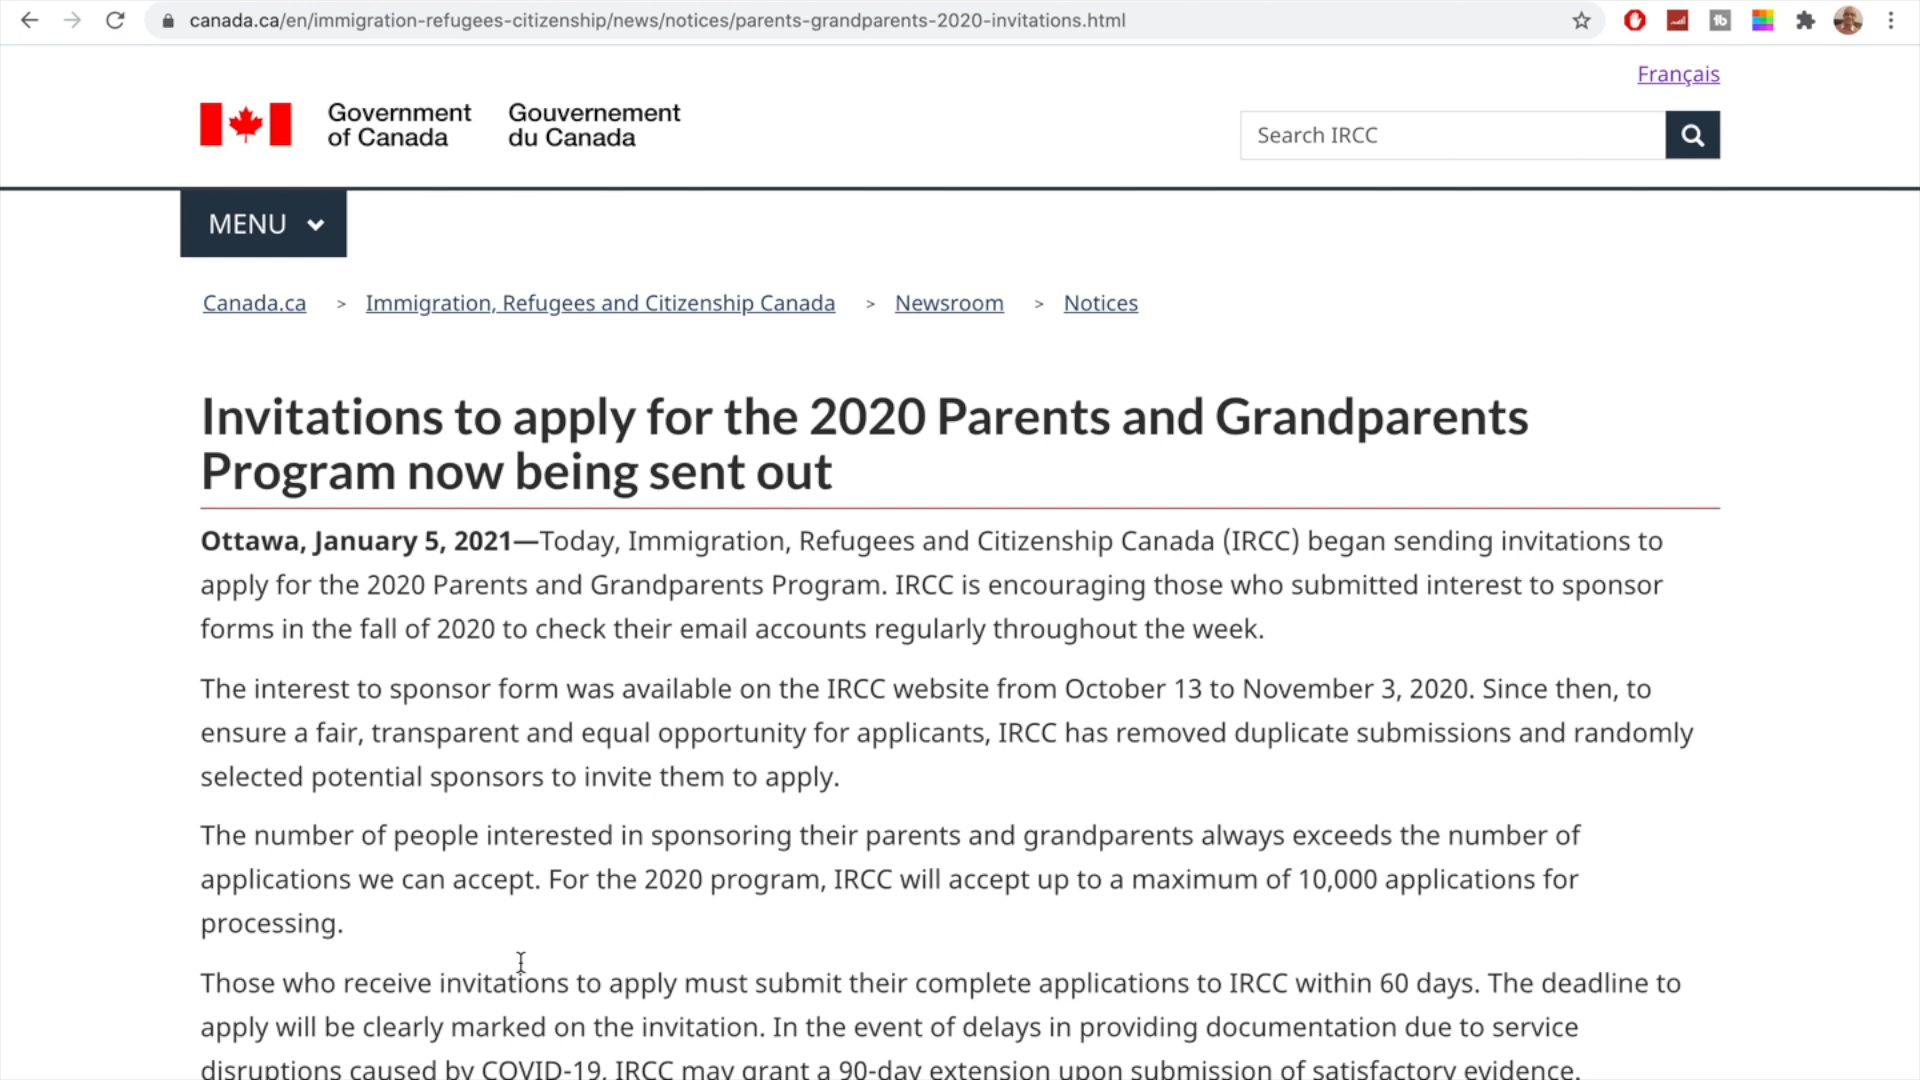 canada.ca/en/immigration-refugees-citizenship/news/notices/parents-grandparents-2020-invitations.html
Français
Government of Canada
Gouvernement du Canada
Search IRCC
MENU
Canada.ca > Immigration, Refugees and Citizenship Canada > Newsroom > Notices
Invitations to apply for the 2020 Parents and Grandparents
Program now being sent out
Ottawa, January 5, 2021—Today, Immigration, Refugees and Citizenship Canada (IRCC) began sending invitations to
apply for the 2020 Parents and Grandparents Program. IRCC is encouraging those who submitted interest to sponsor
forms in the fall of 2020 to check their email accounts regularly throughout the week.
The interest to sponsor form was available on the IRCC website from October 13 to November 3, 2020. Since then, to
ensure a fair, transparent and equal opportunity for applicants, IRCC has removed duplicate submissions and randomly
selected potential sponsors to invite them to apply.
The number of people interested in sponsoring their parents and grandparents always exceeds the number of
applications we can accept. For the 2020 program, IRCC will accept up to a maximum of 10,000 applications for
processing.
Those who receive invitations to apply must submit their complete applications to IRCC within 60 days. The deadline to
apply will be clearly marked on the invitation. In the event of delays in providing documentation due to service
disruptions caused by COVID-19, IRCC may grant a 90-day extension upon submission of satisfactory evidence.